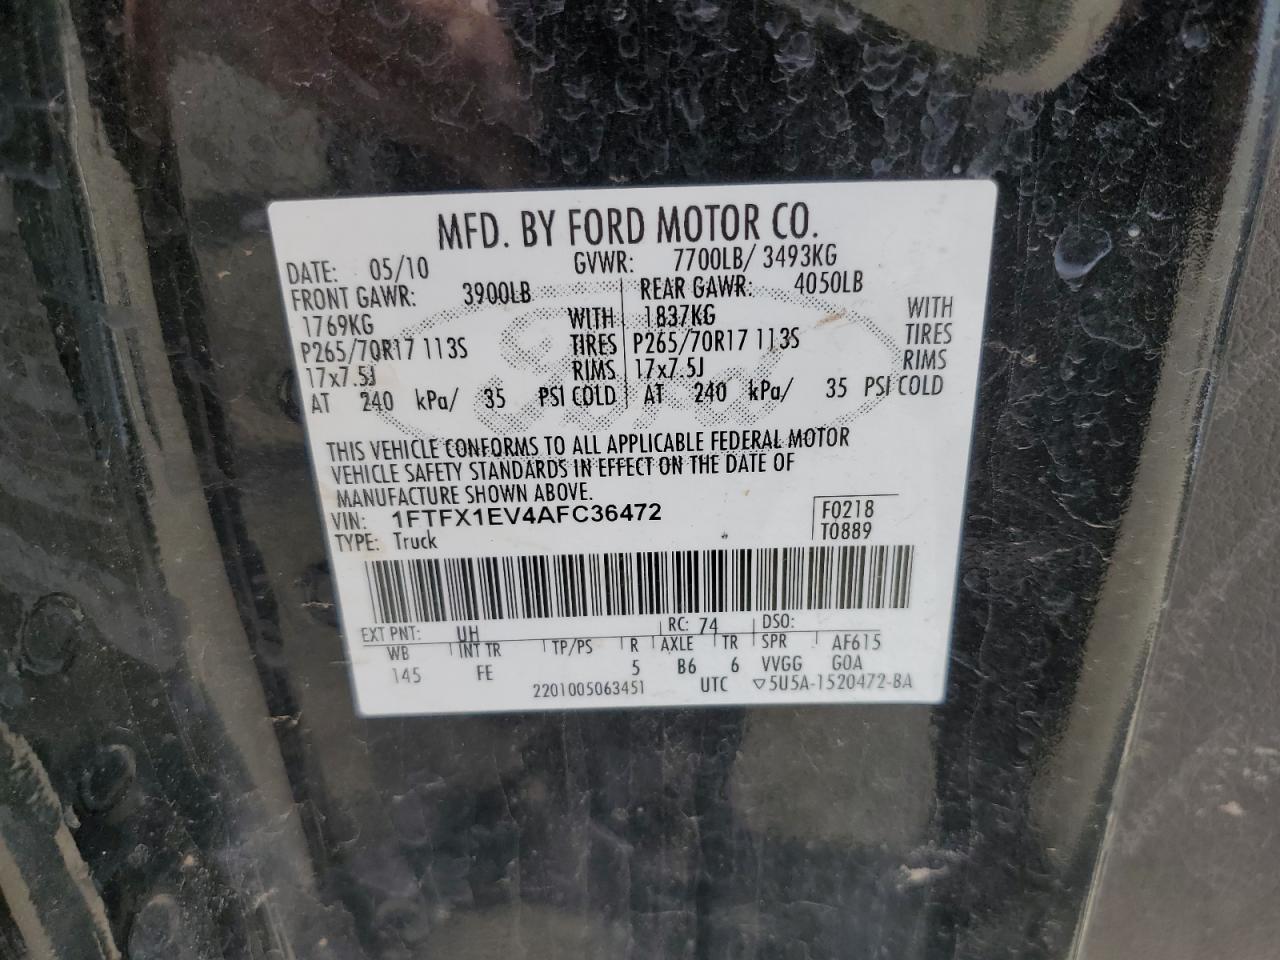 MFD. BY FORD MOTOR CO.
DATE: 05/10 GVWR: 7700LB/ 3493KG
FRONT GAWR: 3900LB REAR GAWR: 4050LB
1769KG WITH 1837KG WITH
P265/70R17 113S TIRES P265/70R17 113S TIRES
17x7.5J RIMS 17x7.5J RIMS
AT 240 kPa/ 35 PSI COLD AT 240 kPa/ 35 PSI COLD
THIS VEHICLE CONFORMS TO ALL APPLICABLE FEDERAL MOTOR
VEHICLE SAFETY STANDARDS IN EFFECT ON THE DATE OF
MANUFACTURE SHOWN ABOVE.
VIN: 1FTFX1EV4AFC36472 F0218
TYPE: Truck T0889
EXT PNT: UH RC: 74 DSO:
WB INT TR TP/PS R AXLE TR SPR AF615
145 FE 5 B6 6 VVGG G0A
2201005063451 UTC ▽5U5A-1520472-BA